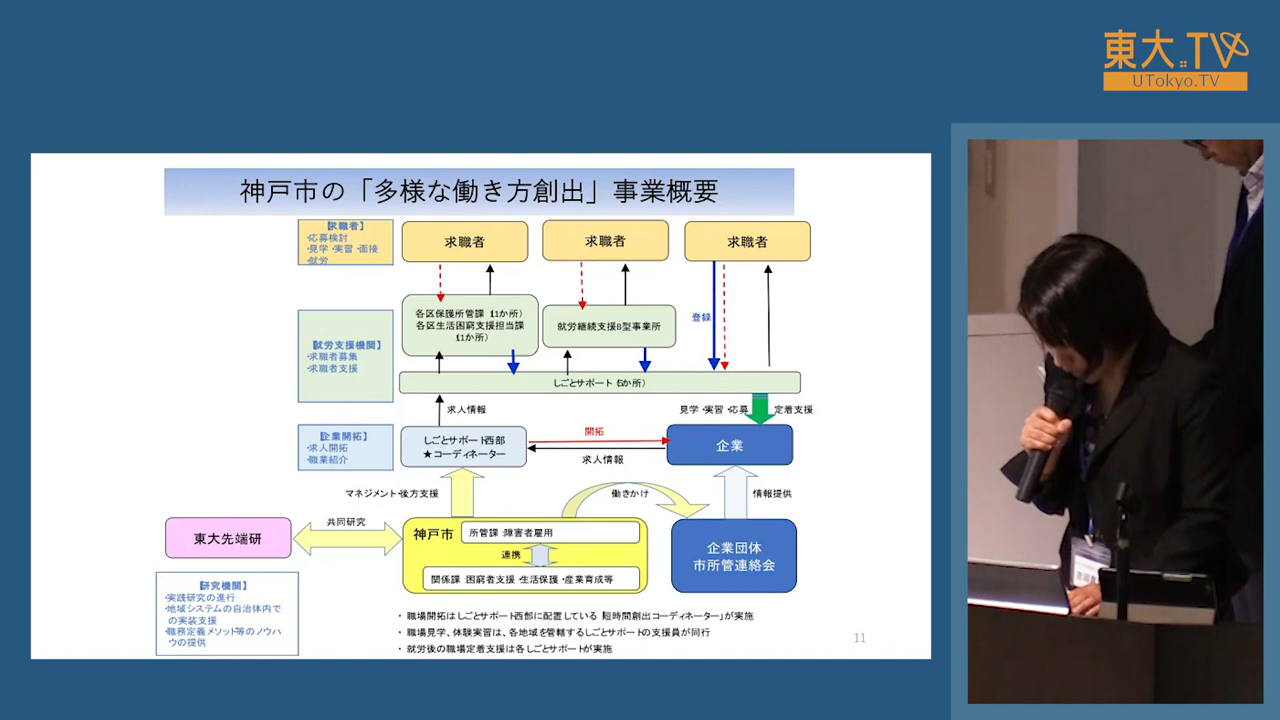 東大.TV
UTokyo.TV
神戸市の「多様な働き方創出」事業概要
【求職者】
・応募検討
・見学・実習・面接
・就労
求職者
求職者
求職者
各区保護所管課（11か所）
各区生活困窮支援担当課
（11か所）
就労継続支援B型事業所
登録
【就労支援機関】
・求職者募集
・求職者支援
しごとサポート（5か所）
求人情報
見学・実習・応募
定着支援
【企業開拓】
・求人開拓
・職業紹介
しごとサポート西部
★コーディネーター
開拓
求人情報
企業
マネジメント・後方支援
働きかけ
情報提供
東大先端研
共同研究
神戸市
所管課：障害者雇用
連携
関係課：困窮者支援・生活保護・産業育成等
企業団体
市所管連絡会
【研究機関】
・実践研究の進行
・地域システムの自治体内で
の実装支援
・職務定義メソッド等のノウハ
ウの提供
・ 職場開拓はしごとサポート西部に配置している「短時間創出コーディネーター」が実施
・ 職場見学、体験実習は、各地域を管轄するしごとサポートの支援員が同行
・ 就労後の職場定着支援は各しごとサポートが実施
11